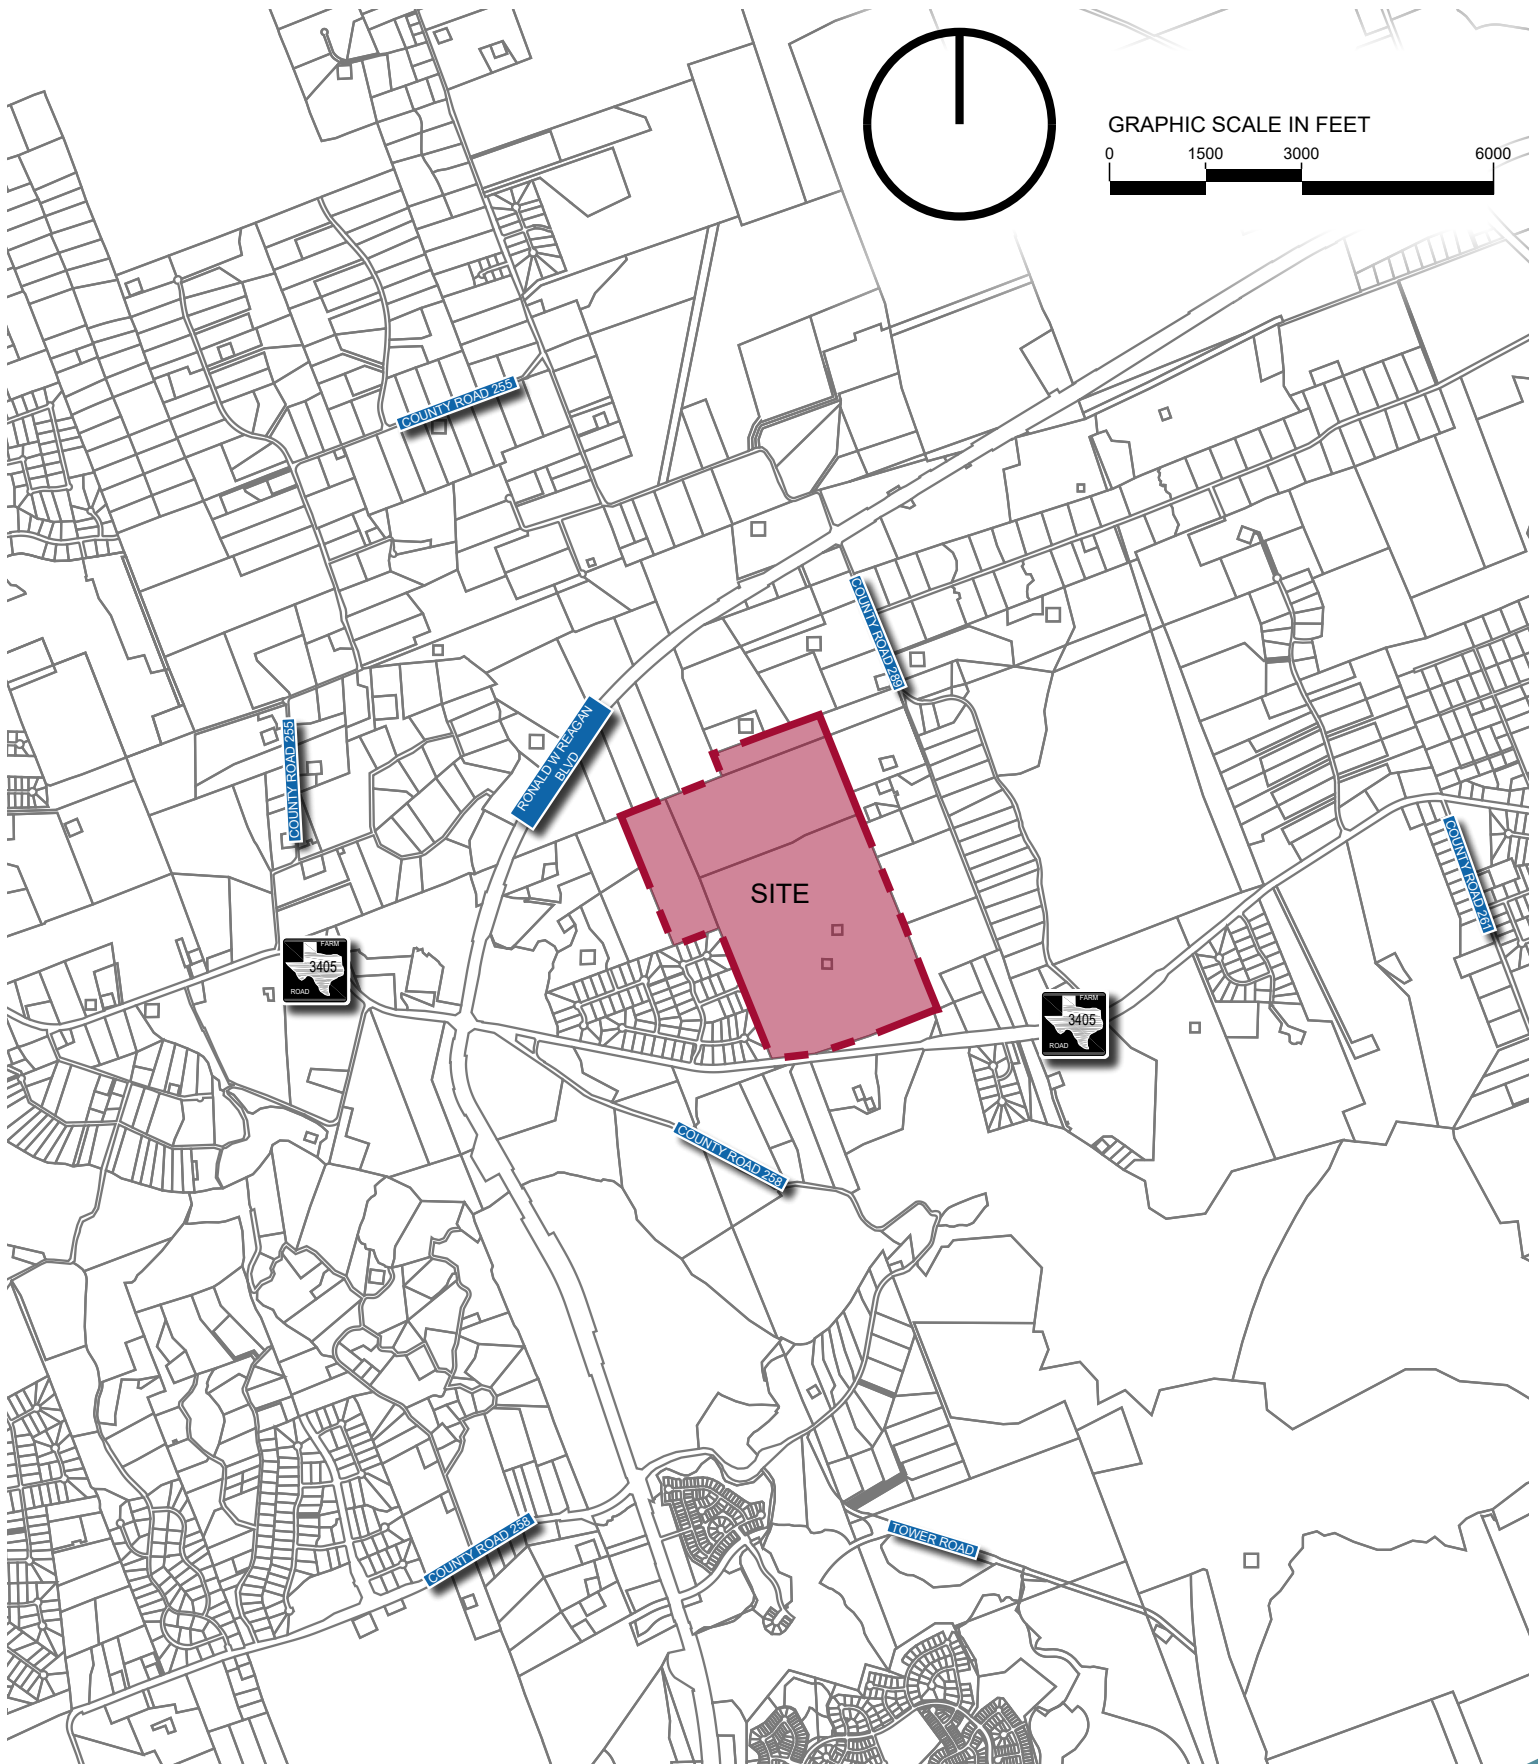 GRAPHIC SCALE IN FEET
0 1500 3000 6000
COUNTY ROAD 255
COUNTY ROAD 289
RONALD W REAGAN
BLVD
COUNTY ROAD 255
COUNTY ROAD 261
SITE
FARM
3405
ROAD
FARM
3405
ROAD
COUNTY ROAD 258
COUNTY ROAD 258
TOWER ROAD